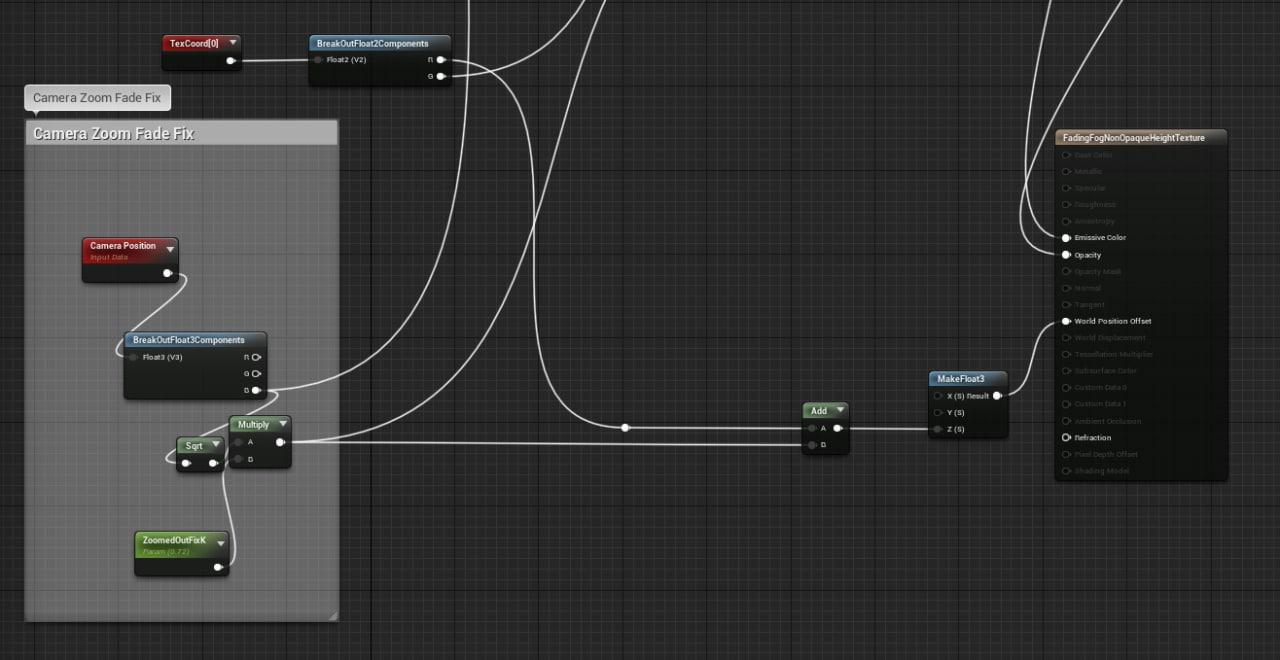 TexCoord[0]
BreakOutFloat2Components
Float2 (V2)
R
G
Camera Zoom Fade Fix
Camera Zoom Fade Fix
FadingFogNonOpaqueHeightTexture
Base Color
Metallic
Specular
Roughness
Anisotropy
Emissive Color
Opacity
Opacity Mask
Normal
Tangent
World Position Offset
World Displacement
Tessellation Multiplier
Subsurface Color
Custom Data 0
Custom Data 1
Ambient Occlusion
Refraction
Pixel Depth Offset
Shading Model
Camera Position
Input Data
BreakOutFloat3Components
Float3 (V3)
R
G
B
Multiply
A
B
Sqrt
ZoomedOutFixK
Param (0.72)
Add
A
B
MakeFloat3
X (S) Result
Y (S)
Z (S)